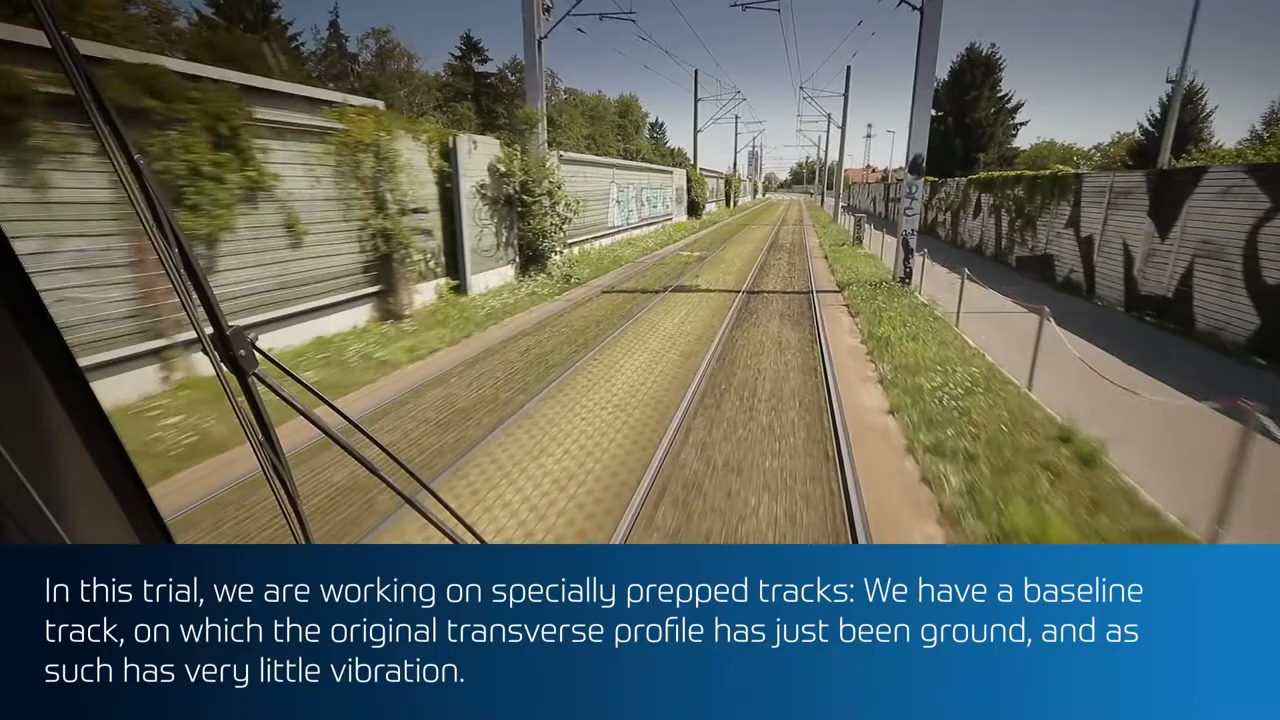 In this trial, we are working on specially prepped tracks: We have a baseline
track, on which the original transverse profile has just been ground, and as
such has very little vibration.